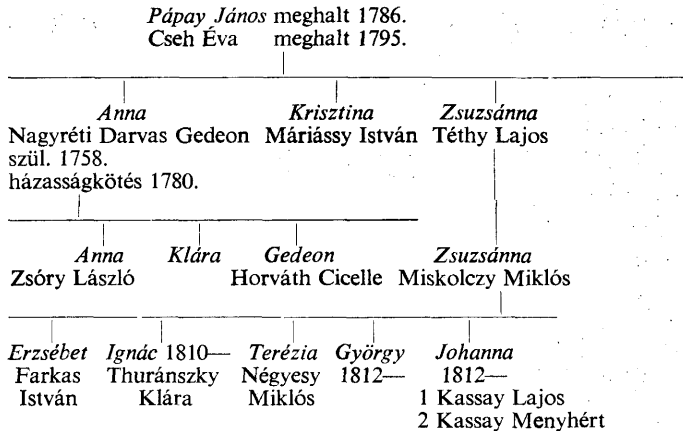 Pápay János meghalt 1786.
Cseh Éva meghalt 1795.
Anna Krisztina Zsuzsánna
Nagyréti Darvas Gedeon Máriássy István Téthy Lajos
szül. 1758.
házasságkötés 1780.
Anna Klára Gedeon Zsuzsánna
Zsóry László Horváth Cicelle Miskolczy Miklós
Erzsébet Ignác 1810— Terézia György Johanna
Farkas Thuránszky Négyesy 1812— 1812—
István Klára Miklós 1 Kassay Lajos
2 Kassay Menyhért